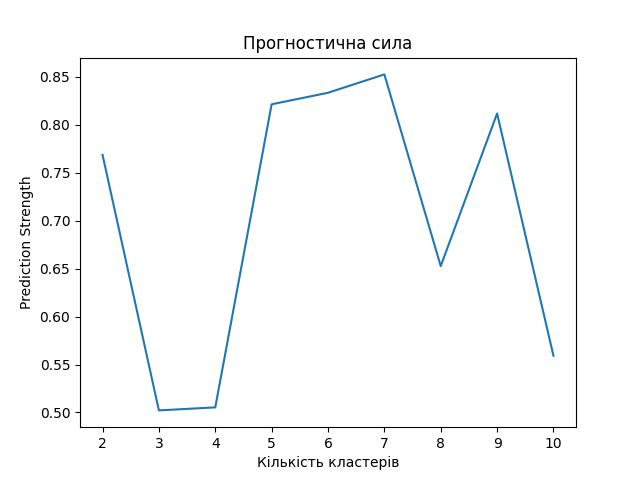 Прогностична сила
Prediction Strength
0.85
0.80
0.75
0.70
0.65
0.60
0.55
0.50
2 3 4 5 6 7 8 9 10
Кількість кластерів